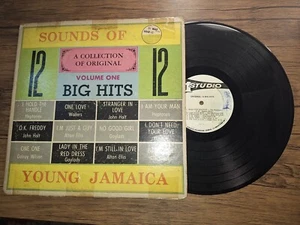 SOUNDS OF
12
A COLLECTION
OF ORIGINAL
12
VOLUME ONE
BIG HITS
I HOLD THE
HANDLE
ONE LOVE
Wailers
STRANGER IN
LOVE
John Holt
I AM YOUR MAN
O.K. FREDDY
John Holt
I'M JUST A GUY
Alton Ellis
NO GOOD GIRL
I DON'T NEED
YOUR LOVE
LADY IN THE
RED DRESS
Gaylads
I'M STILL IN LOVE
Alton Ellis
YOUNG JAMAICA
STUDIO